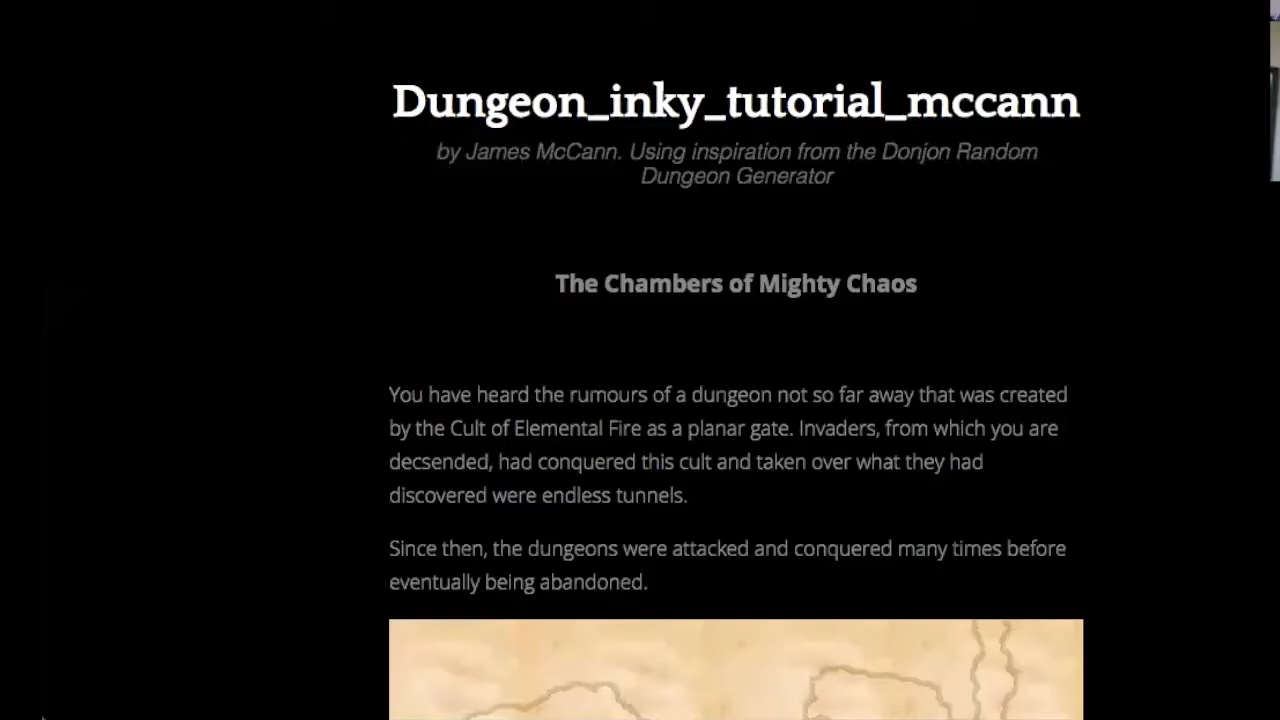 Dungeon_inky_tutorial_mccann
by James McCann. Using inspiration from the Donjon Random
Dungeon Generator
The Chambers of Mighty Chaos
You have heard the rumours of a dungeon not so far away that was created
by the Cult of Elemental Fire as a planar gate. Invaders, from which you are
decsended, had conquered this cult and taken over what they had
discovered were endless tunnels.
Since then, the dungeons were attacked and conquered many times before
eventually being abandoned.